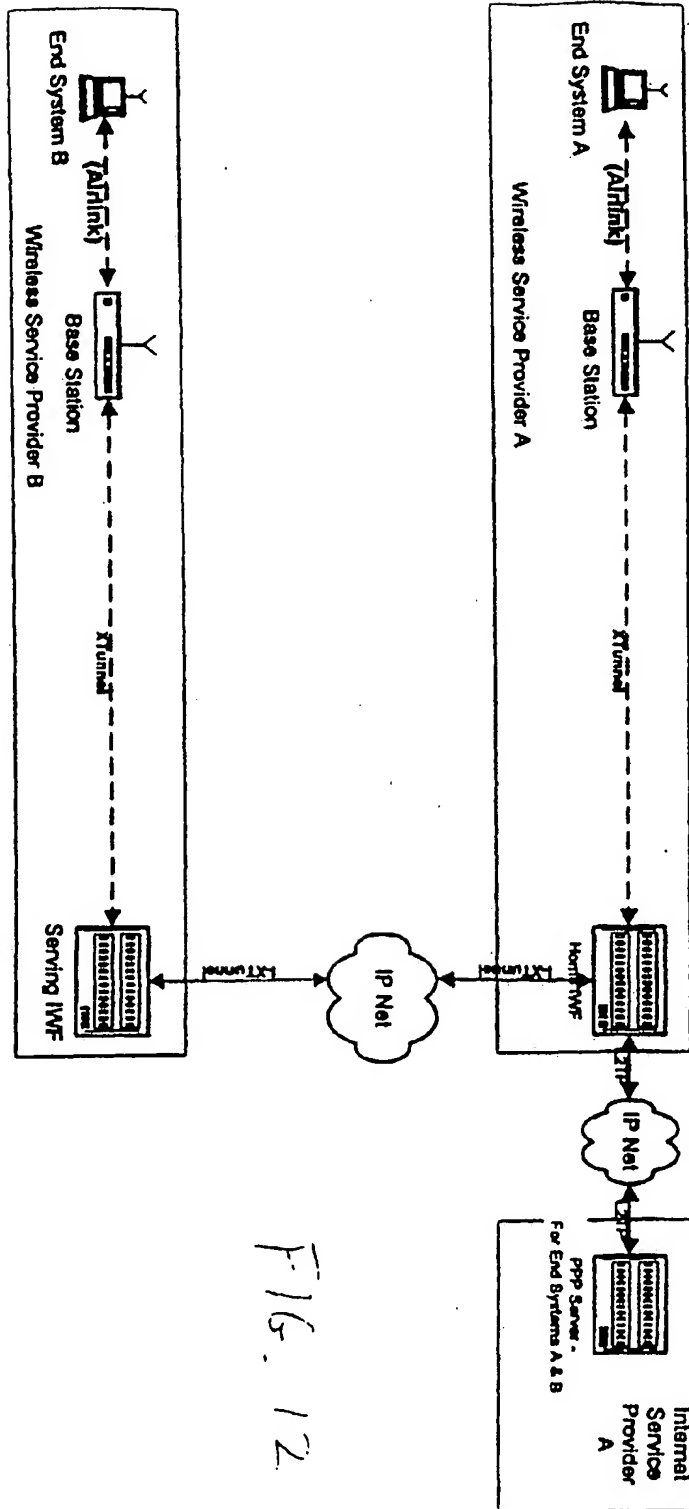 End System A
(Airlink)
Base Station
Wireless Service Provider A
XTunnel
Home IWF
L2TP
IP Net
L2TP
PPP Server -
For End Systems A & B
Internet
Service
Provider
A
I-XTunnel
IP Net
I-XTunnel
End System B
(Airlink)
Base Station
Wireless Service Provider B
XTunnel
Serving IWF
FIG. 12